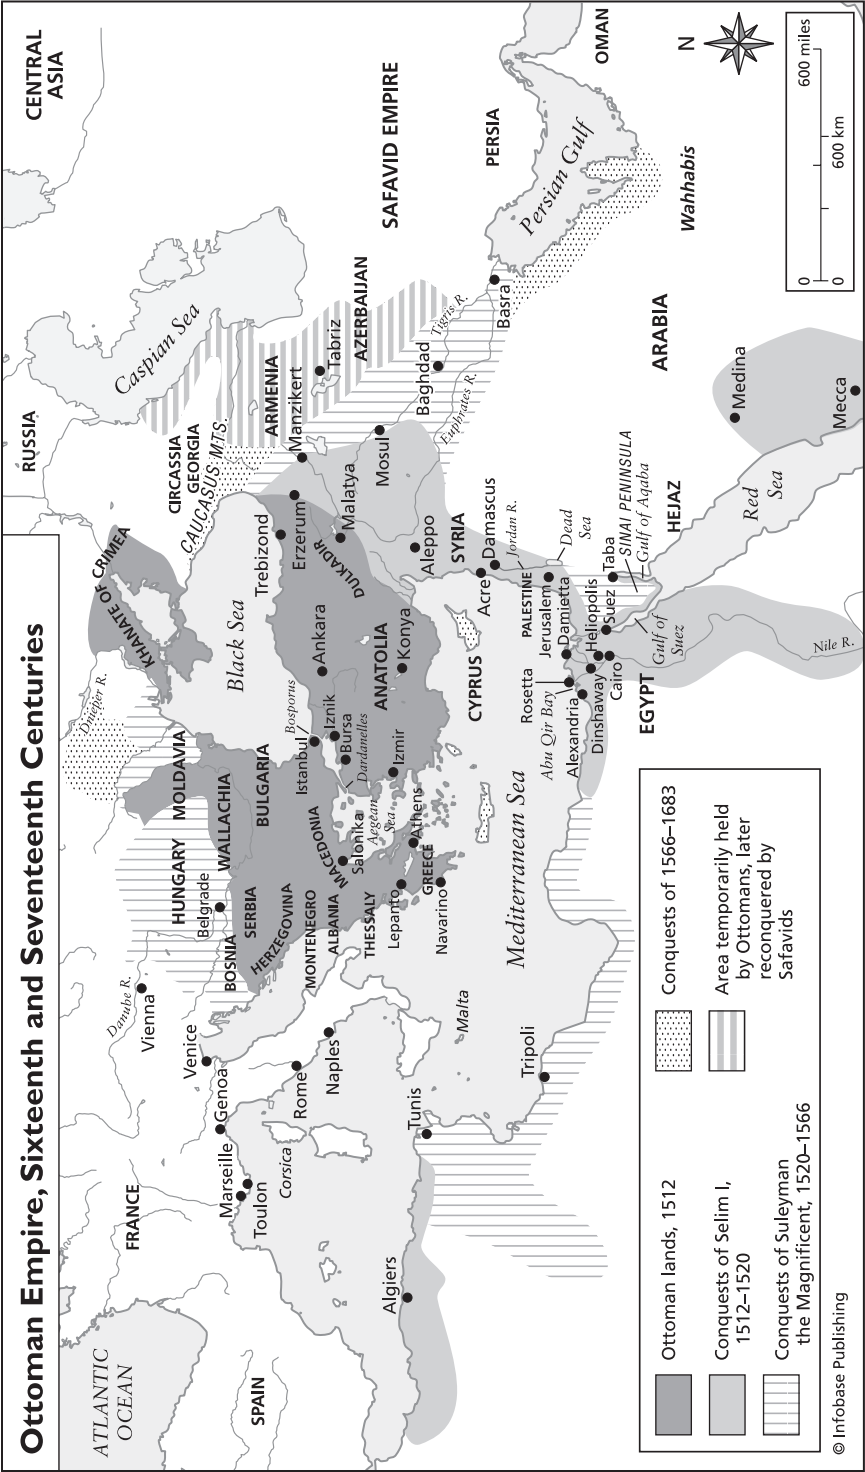 Ottoman Empire, Sixteenth and Seventeenth Centuries
ATLANTIC
OCEAN
SPAIN
FRANCE
Marseille
Toulon
Genoa
Corsica
Venice
Rome
Naples
Danube R.
Vienna
Algiers
Tunis
Malta
Tripoli
Mediterranean Sea
HUNGARY
Belgrade
BOSNIA
SERBIA
HERZEGOVINA
MONTENEGRO
ALBANIA
THESSALY
Lepanto
Navarino
GREECE
Athens
MACEDONIA
Salonika
Aegean
Sea
WALLACHIA
MOLDAVIA
BULGARIA
Dnieper R.
KHANATE OF CRIMEA
Black Sea
Bosporus
Istanbul
Iznik
Bursa
Dardanelles
Izmir
Ankara
ANATOLIA
Konya
CYPRUS
Trebizond
Erzerum
DULKADIR
Malatya
Aleppo
SYRIA
Damascus
Acre
Jordan R.
PALESTINE
Jerusalem
Dead
Sea
Damietta
Rosetta
Abu Qir Bay
Alexandria
Dinshaway
Heliopolis
Cairo
Suez
Taba
SINAI PENINSULA
Gulf of Aqaba
Gulf of
Suez
EGYPT
Nile R.
HEJAZ
Red
Sea
RUSSIA
CENTRAL
ASIA
CIRCASSIA
GEORGIA
CAUCASUS MTS.
Caspian Sea
ARMENIA
Manzikert
Tabriz
AZERBAIJAN
Mosul
Baghdad
Tigris R.
Euphrates R.
Basra
SAFAVID EMPIRE
PERSIA
Persian Gulf
OMAN
Wahhabis
ARABIA
Medina
Mecca
N
0
600 miles
0
600 km
Ottoman lands, 1512
Conquests of Selim I,
1512–1520
Conquests of Suleyman
the Magnificent, 1520–1566
Conquests of 1566–1683
Area temporarily held
by Ottomans, later
reconquered by
Safavids
© Infobase Publishing